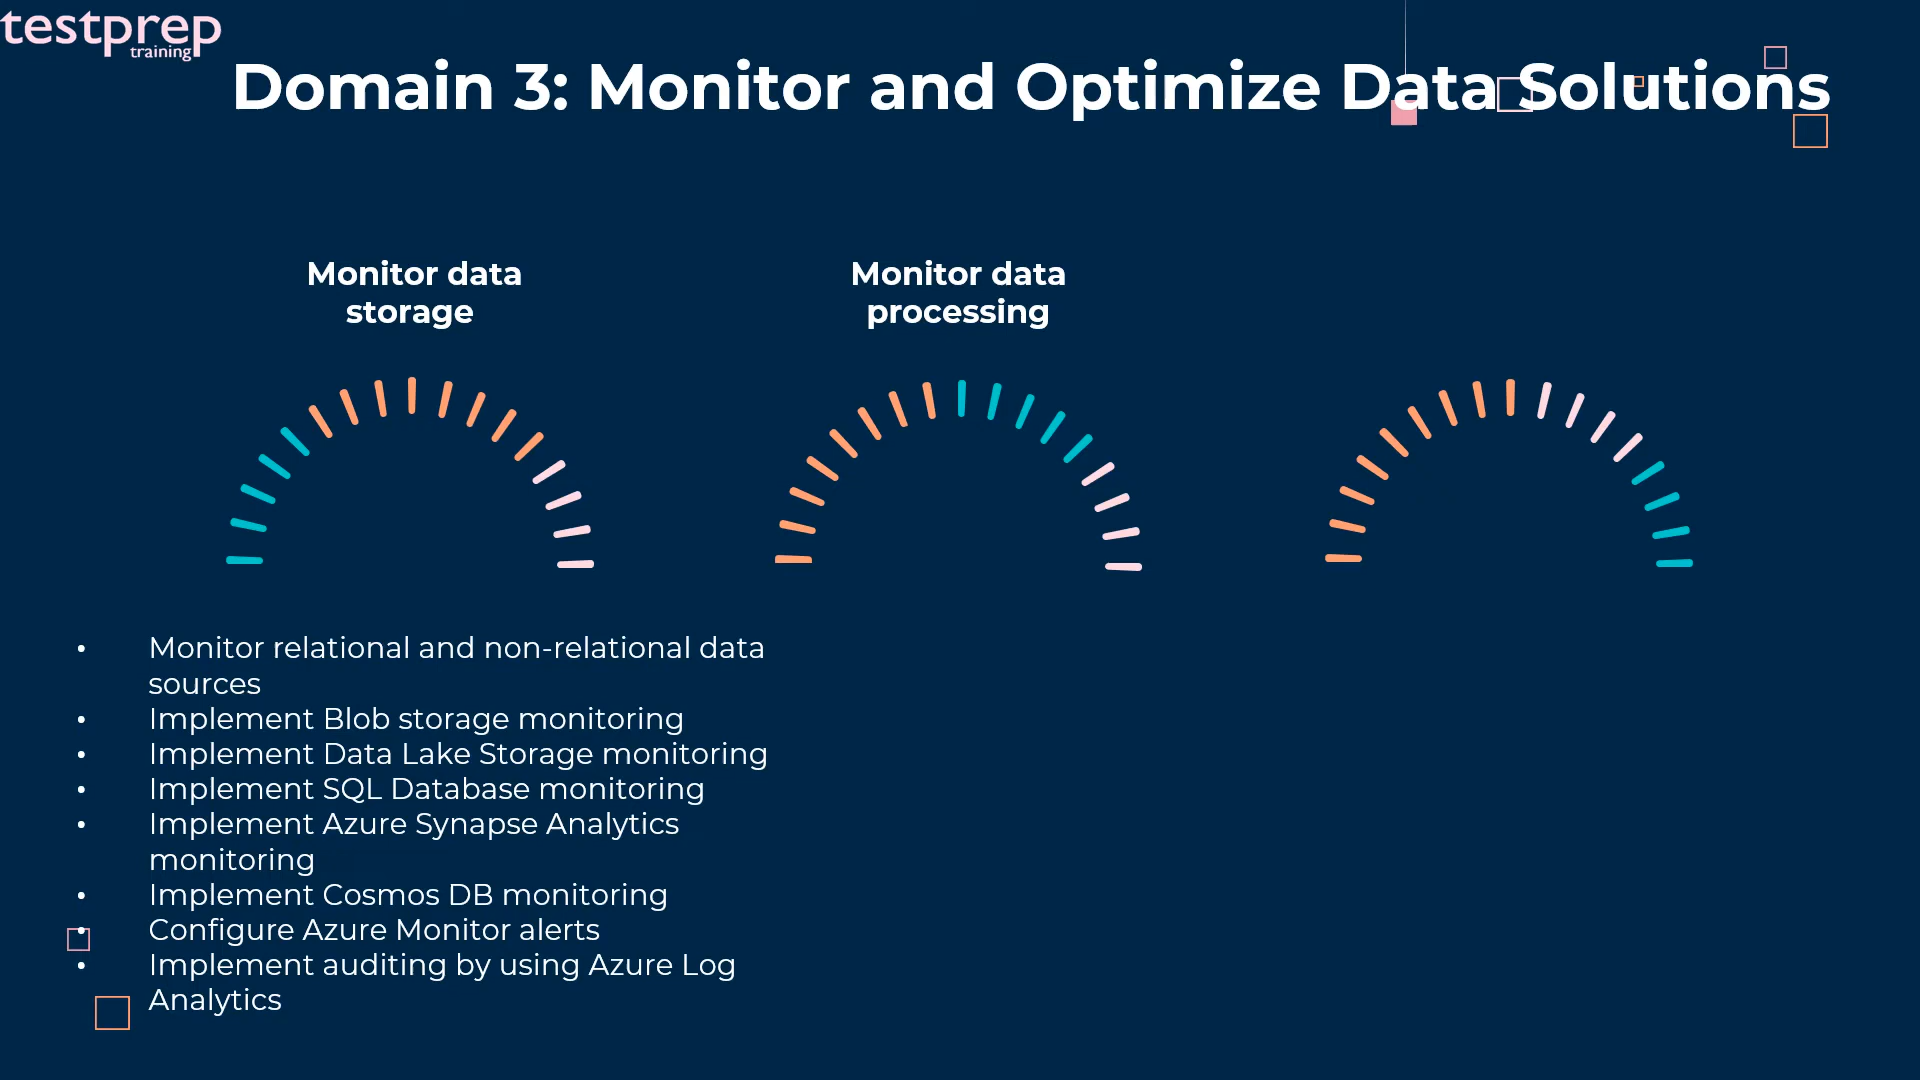 testprep
training
Domain 3: Monitor and Optimize Data Solutions
Monitor data
storage
Monitor data
processing
• Monitor relational and non-relational data
sources
• Implement Blob storage monitoring
• Implement Data Lake Storage monitoring
• Implement SQL Database monitoring
• Implement Azure Synapse Analytics
monitoring
• Implement Cosmos DB monitoring
• Configure Azure Monitor alerts
• Implement auditing by using Azure Log
Analytics